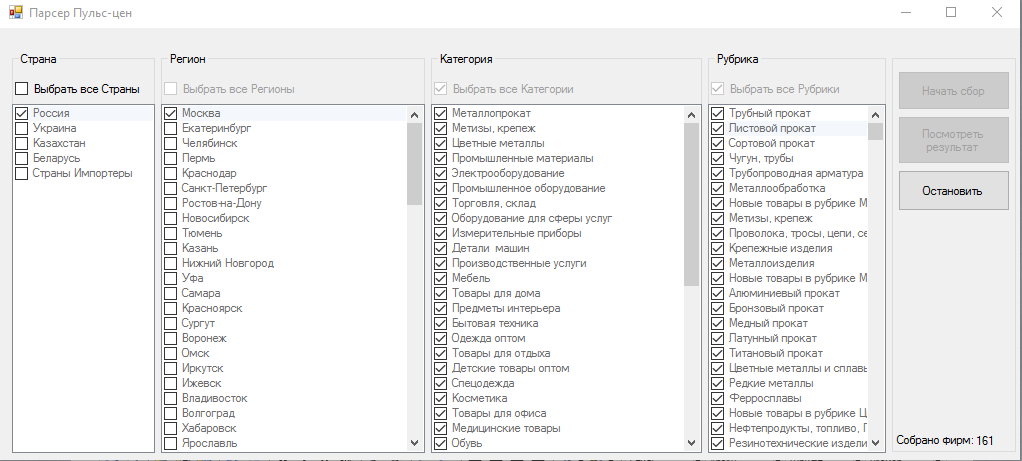 Парсер Пульс-цен
Страна
Выбрать все Страны
Россия
Украина
Казахстан
Беларусь
Страны Импортеры
Регион
Выбрать все Регионы
Москва
Екатеринбург
Челябинск
Пермь
Краснодар
Санкт-Петербург
Ростов-на-Дону
Новосибирск
Тюмень
Казань
Нижний Новгород
Уфа
Самара
Красноярск
Сургут
Воронеж
Омск
Иркутск
Ижевск
Владивосток
Волгоград
Хабаровск
Ярославль
Категория
Выбрать все Категории
Металлопрокат
Метизы, крепеж
Цветные металлы
Промышленные материалы
Электрооборудование
Промышленное оборудование
Торговля, склад
Оборудование для сферы услуг
Измерительные приборы
Детали машин
Производственные услуги
Мебель
Товары для дома
Предметы интерьера
Бытовая техника
Одежда оптом
Товары для отдыха
Детские товары оптом
Спецодежда
Косметика
Товары для офиса
Медицинские товары
Обувь
Рубрика
Выбрать все Рубрики
Трубный прокат
Листовой прокат
Сортовой прокат
Чугун, трубы
Трубопроводная арматура
Металлообработка
Новые товары в рубрике М
Метизы, крепеж
Проволока, тросы, цепи, се
Крепежные изделия
Металлоизделия
Новые товары в рубрике М
Алюминиевый прокат
Бронзовый прокат
Медный прокат
Латунный прокат
Титановый прокат
Цветные металлы и сплавы
Редкие металлы
Ферросплавы
Новые товары в рубрике Ц
Нефтепродукты, топливо, Г
Резинотехнические издели
Начать сбор
Посмотреть
результат
Остановить
Собрано фирм: 161